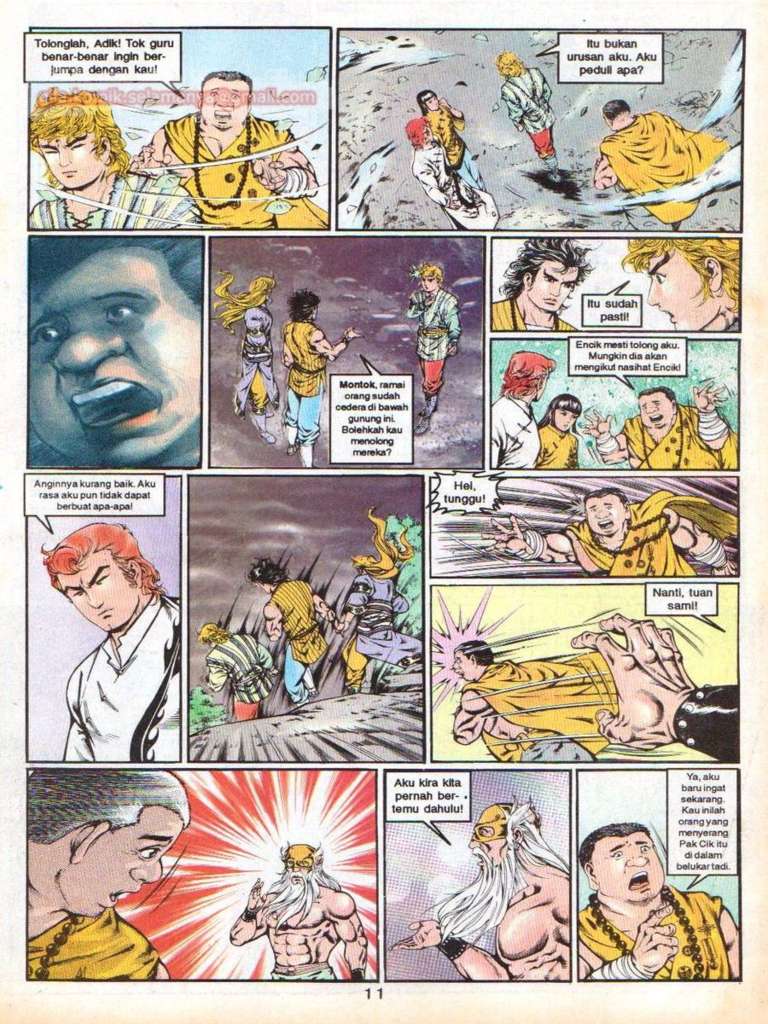 Tolonglah, Adik! Tok guru
benar-benar ingin ber-
jumpa dengan kau!
Itu bukan
urusan aku. Aku
peduli apa?
Montok, ramai
orang sudah
cedera di bawah
gunung ini.
Bolehkah kau
menolong
mereka?
Itu sudah
pasti!
Encik mesti tolong aku.
Mungkin dia akan
mengikut nasihat Encik!
Anginnya kurang baik. Aku
rasa aku pun tidak dapat
berbuat apa-apa!
Hei,
tunggu!
Nanti, tuan
sami!
Aku kira kita
pernah ber-
temu dahulu!
Ya, aku
baru ingat
sekarang.
Kau inilah
orang yang
menyerang
Pak Cik itu
di dalam
belukar tadi.
11